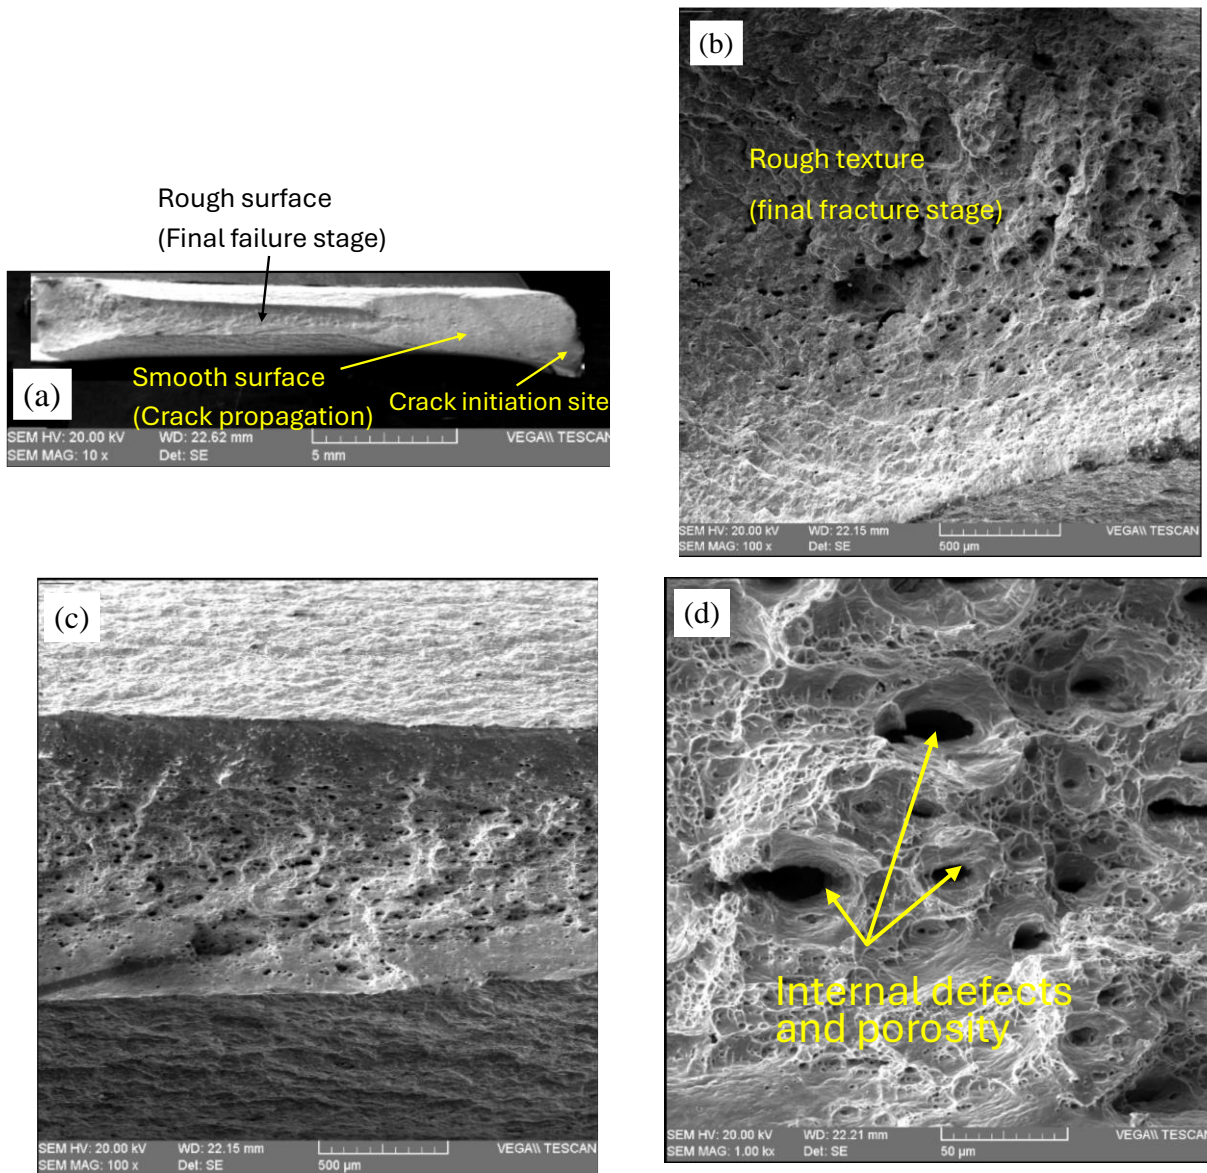 (b)
Rough texture
(final fracture stage)
SEM HV: 20.00 kV WD: 22.15 mm VEGA\\ TESCAN
SEM MAG: 100 x Det: SE 500 µm
Rough surface
(Final failure stage)
Smooth surface
(Crack propagation)
Crack initiation site
(a)
SEM HV: 20.00 kV WD: 22.62 mm VEGA\\ TESCAN
SEM MAG: 10 x Det: SE 5 mm
(c)
SEM HV: 20.00 kV WD: 22.15 mm VEGA\\ TESCAN
SEM MAG: 100 x Det: SE 500 µm
(d)
Internal defects
and porosity
SEM HV: 20.00 kV WD: 22.21 mm VEGA\\ TESCAN
SEM MAG: 1.00 kx Det: SE 50 µm